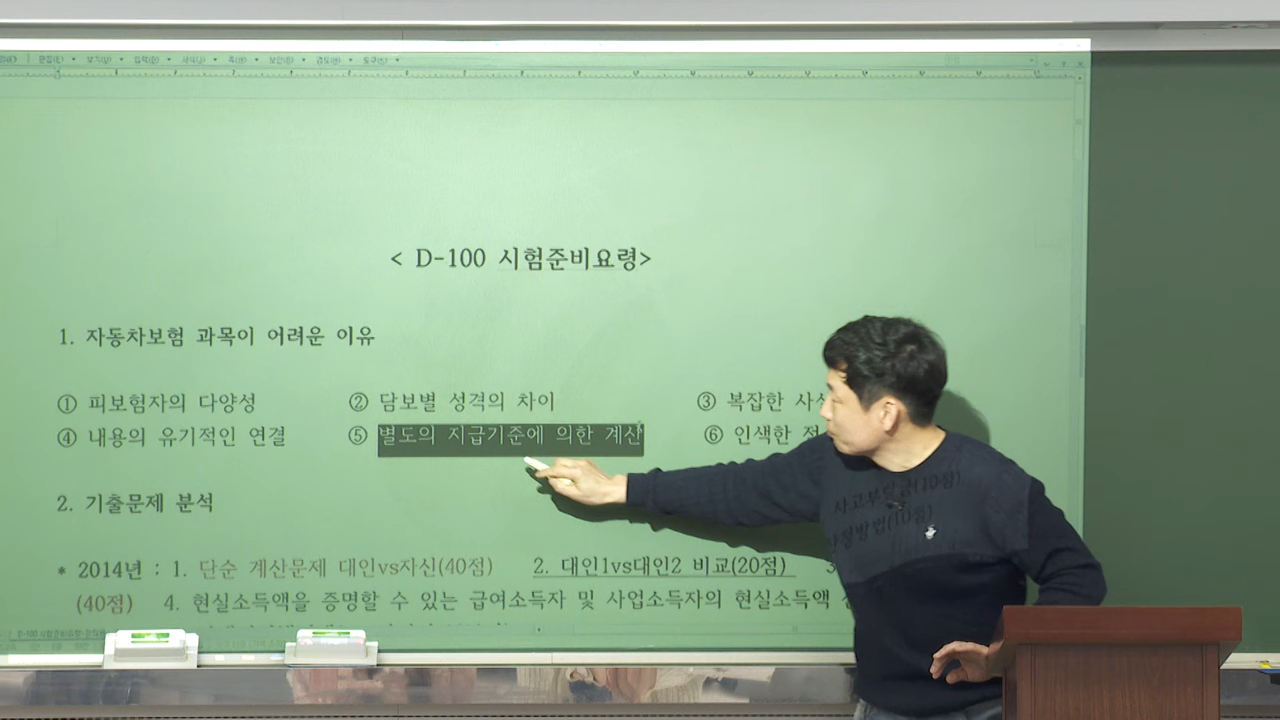 < D-100 시험준비요령>
1. 자동차보험 과목이 어려운 이유
① 피보험자의 다양성 ② 담보별 성격의 차이 ③ 복잡한
④ 내용의 유기적인 연결 ⑤ 별도의 지급기준에 의한 계산 ⑥ 인색한
2. 기출문제 분석
* 2014년 : 1. 단순 계산문제 대인vs자신(40점) 2. 대인1vs대인2 비교(20점) 3
(40점) 4. 현실소득액을 증명할 수 있는 급여소득자 및 사업소득자의 현실소득액